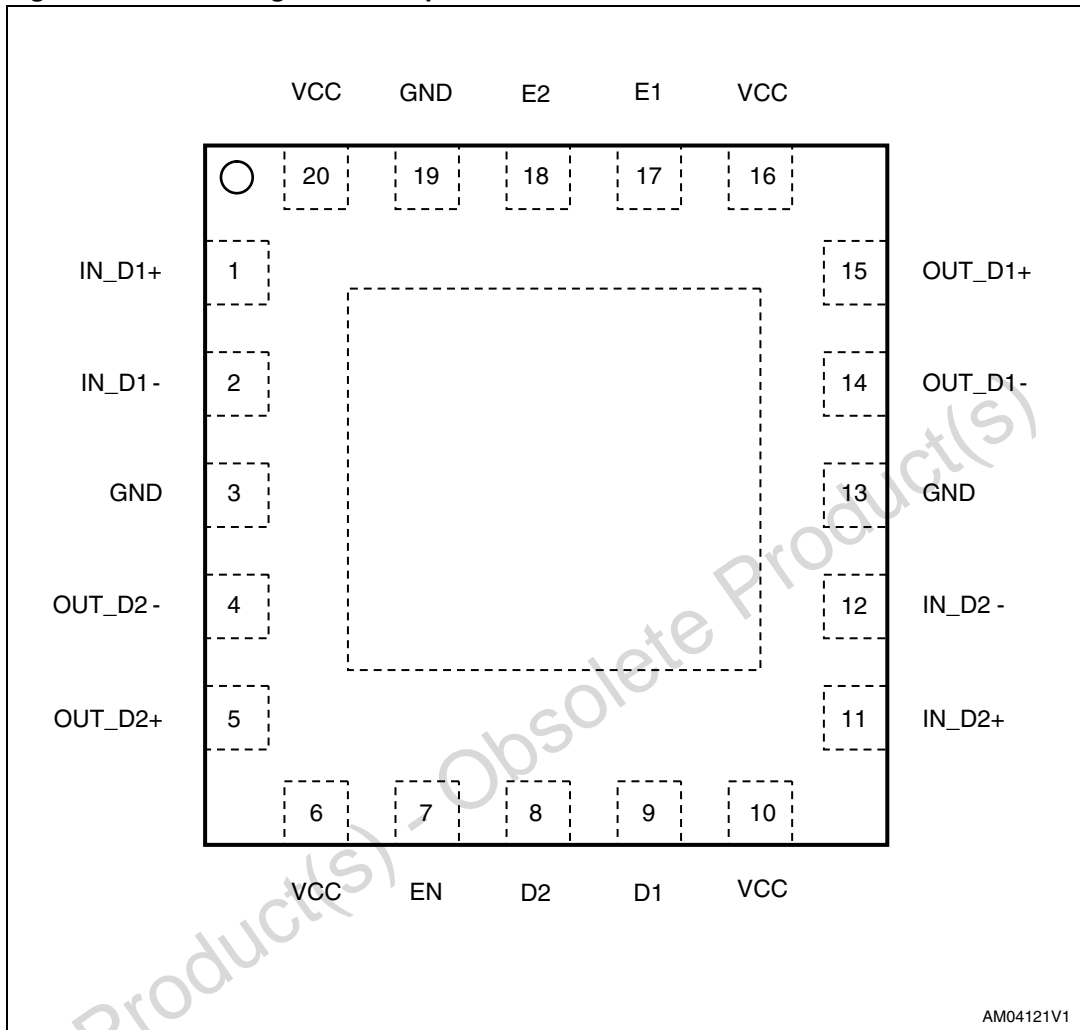 VCC GND E2 E1 VCC
20 19 18 17 16
IN_D1+ 1 15 OUT_D1+
IN_D1 - 2 14 OUT_D1-
GND 3 13 GND
OUT_D2 - 4 12 IN_D2 -
OUT_D2+ 5 11 IN_D2+
6 7 8 9 10
VCC EN D2 D1 VCC
Product(s) - Obsolete Product(s)
AM04121V1